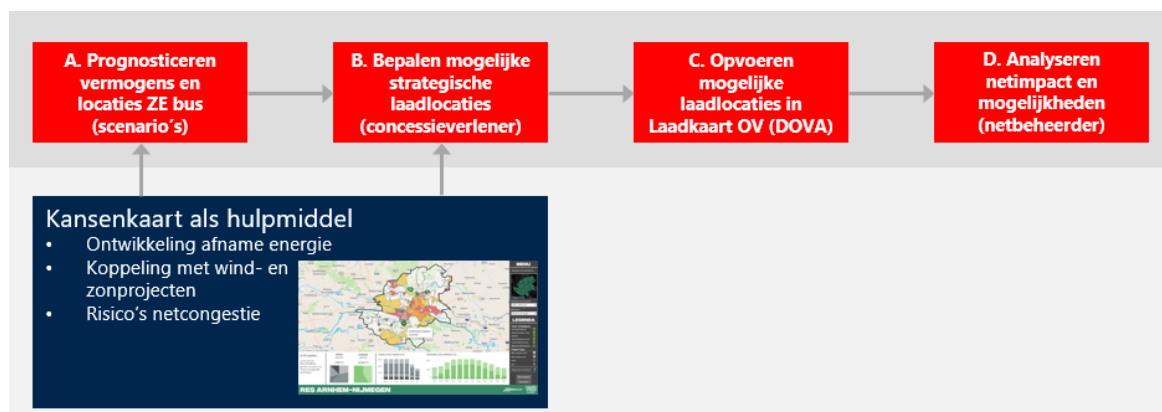 A. Prognosticeren
vermogens en
locaties ZE bus
(scenario´s)
B. Bepalen mogelijke
strategische
laadlocaties
(concessieverlener)
C. Opvoeren
mogelijke
laadlocaties in
Laadkaart OV (DOVA)
D. Analyseren
netimpact en
mogelijkheden
(netbeheerder)
Kansenkaart als hulpmiddel
• Ontwikkeling afname energie
• Koppeling met wind- en
zonprojecten
• Risico’s netcongestie
MENU
LEGENDA
RES ARNHEM-NIJMEGEN